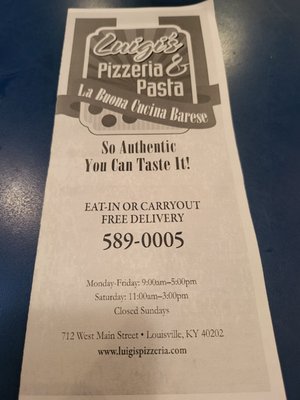 Luigi's
Pizzeria &
Pasta
La Buona Cucina Barese
So Authentic
You Can Taste It!
EAT-IN OR CARRYOUT
FREE DELIVERY
589-0005
Monday-Friday: 9:00am–5:00pm
Saturday: 11:00am–3:00pm
Closed Sundays
712 West Main Street • Louisville, KY 40202
www.luigispizzeria.com